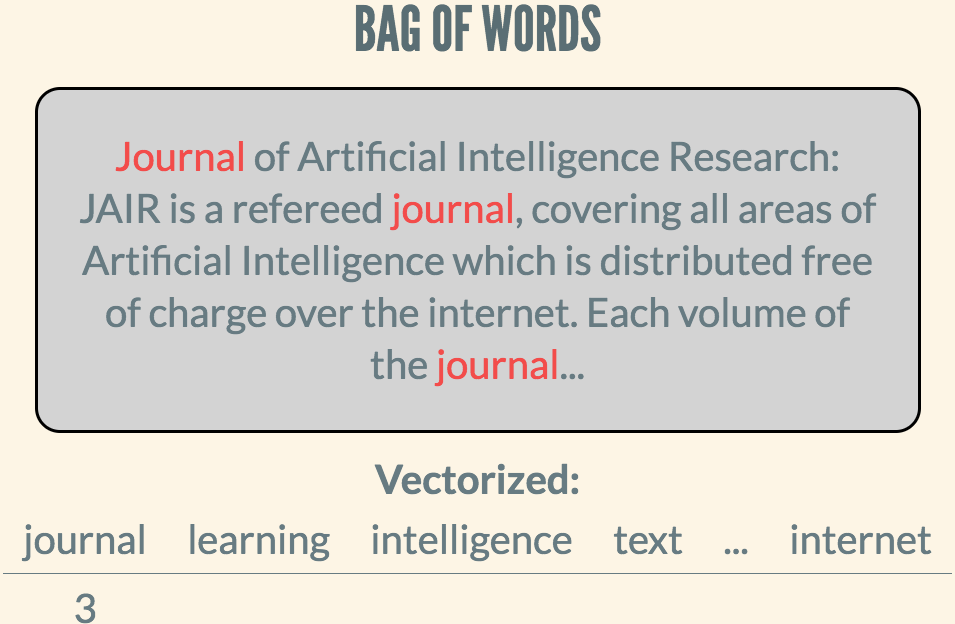 BAG OF WORDS
Journal of Artificial Intelligence Research:
JAIR is a refereed journal, covering all areas of
Artificial Intelligence which is distributed free
of charge over the internet. Each volume of
the journal...
Vectorized:
journal learning intelligence text ... internet
3